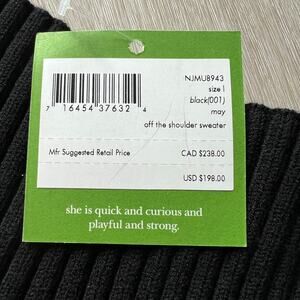 NJMU8943
size l
black(001)
may
off the shoulder sweater
7 16454 37632 4
Mfr Suggested Retail Price CAD $238.00
USD $198.00
she is quick and curious and
playful and strong.